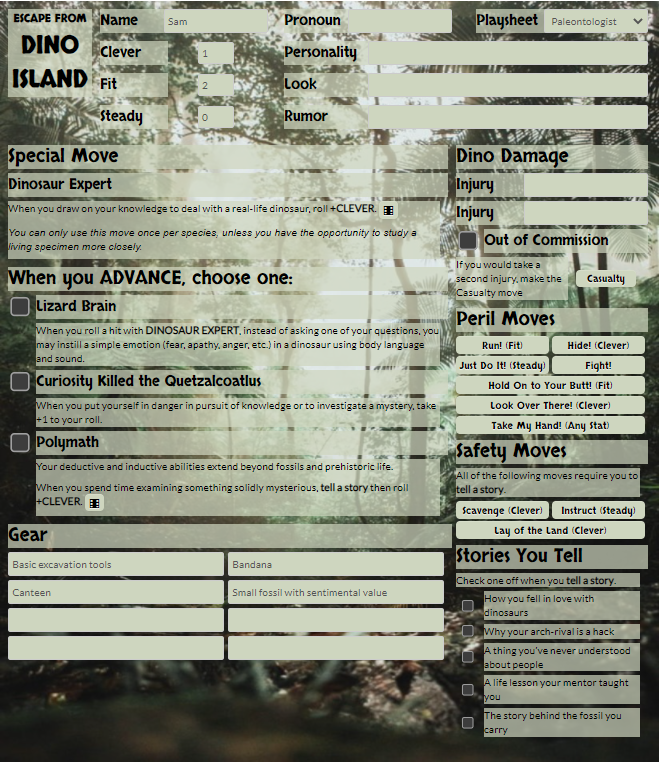 ESCAPE FROM
DINO
ISLAND
Name Sam
Pronoun
Playsheet Paleontologist
Clever 1
Personality
Fit 2
Look
Steady 0
Rumor
Special Move
Dinosaur Expert
When you draw on your knowledge to deal with a real-life dinosaur, roll +CLEVER.
You can only use this move once per species, unless you have the opportunity to study a
living specimen more closely.
When you ADVANCE, choose one:
Lizard Brain
When you roll a hit with DINOSAUR EXPERT, instead of asking one of your questions, you
may instill a simple emotion (fear, apathy, anger, etc.) in a dinosaur using body language
and sound.
Curiosity Killed the Quetzalcoatlus
When you put yourself in danger in pursuit of knowledge or to investigate a mystery, take
+1 to your roll.
Polymath
Your deductive and inductive abilities extend beyond fossils and prehistoric life.
When you spend time examining something solidly mysterious, tell a story then roll
+CLEVER.
Gear
Basic excavation tools
Bandana
Canteen
Small fossil with sentimental value
Dino Damage
Injury
Injury
Out of Commission
If you would take a
second injury, make the
Casualty move
Casualty
Peril Moves
Run! (Fit)
Hide! (Clever)
Just Do It! (Steady)
Fight!
Hold On to Your Butt! (Fit)
Look Over There! (Clever)
Take My Hand! (Any Stat)
Safety Moves
All of the following moves require you to
tell a story.
Scavenge (Clever)
Instruct (Steady)
Lay of the Land (Clever)
Stories You Tell
Check one off when you tell a story.
How you fell in love with
dinosaurs
Why your arch-rival is a hack
A thing you've never understood
about people
A life lesson your mentor taught
you
The story behind the fossil you
carry